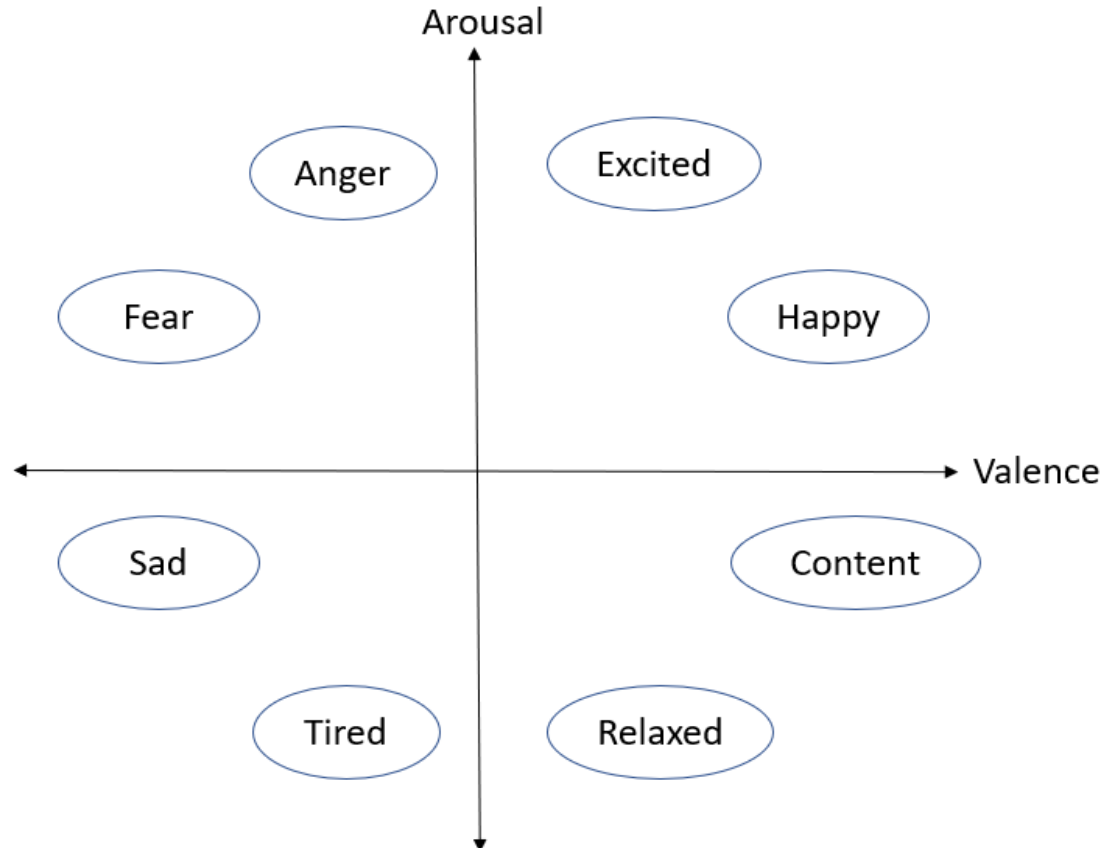 Arousal
Anger
Excited
Fear
Happy
Valence
Sad
Content
Tired
Relaxed